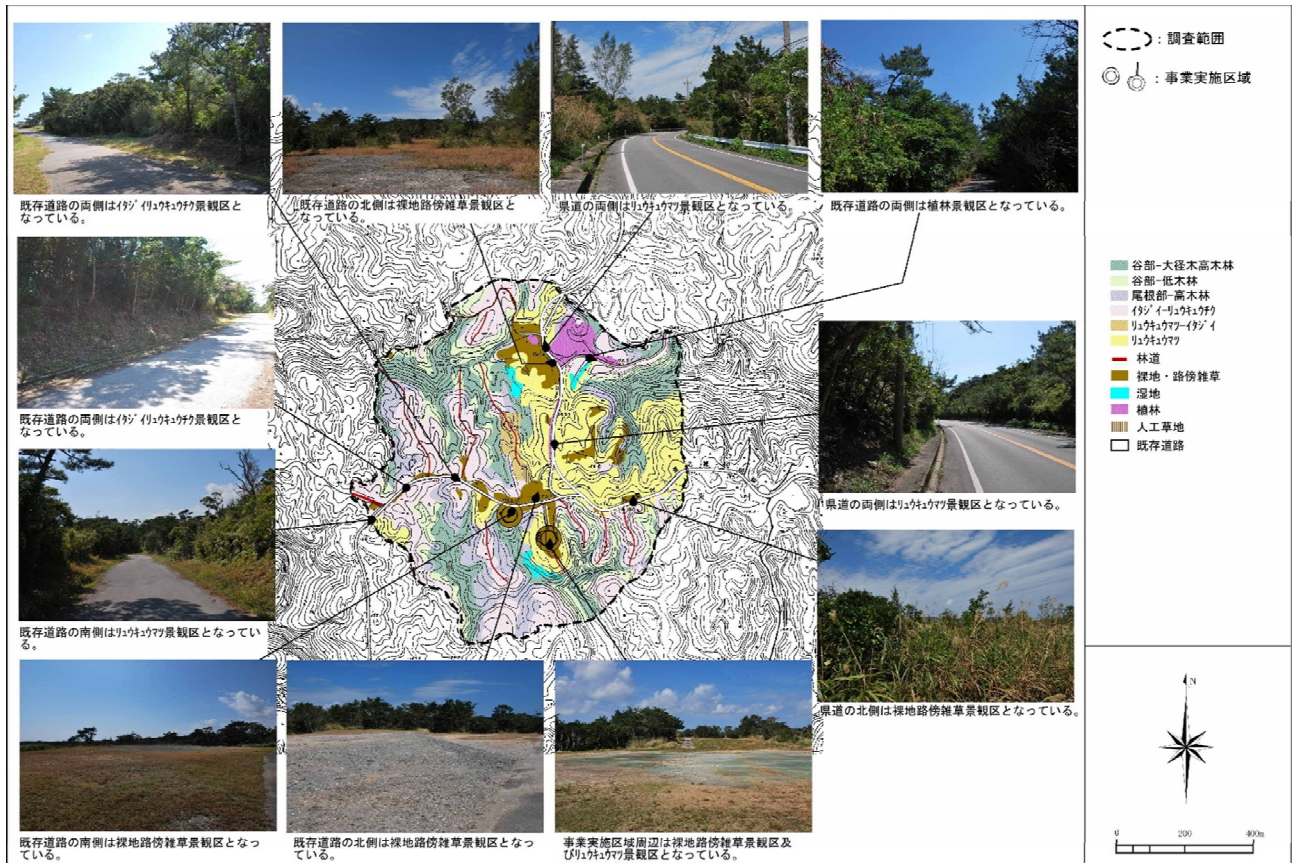 既存道路の両側はｲﾀｼﾞｲﾘｭｳｷｭｳﾁｸ景観区と
なっている。
既存道路の北側は裸地路傍雑草景観区と
なっている。
県道の両側はﾘｭｳｷｭｳﾏﾂ景観区となっている。
既存道路の両側は植林景観区となっている。
：調査範囲
：事業実施区域
既存道路の両側はｲﾀｼﾞｲﾘｭｳｷｭｳﾁｸ景観区と
なっている。
谷部-大径木高木林
谷部-低木林
尾根部-高木林
ｲﾀｼﾞｲｰﾘｭｳｷｭｳﾁｸ
ﾘｭｳｷｭｳﾏﾂｰｲﾀｼﾞｲ
ﾘｭｳｷｭｳﾏﾂ
林道
裸地・路傍雑草
湿地
植林
人工草地
既存道路
県道の両側はﾘｭｳｷｭｳﾏﾂ景観区となっている。
既存道路の南側はﾘｭｳｷｭｳﾏﾂ景観区となってい
る。
県道の北側は裸地路傍雑草景観区となっている。
既存道路の南側は裸地路傍雑草景観区となっ
ている。
既存道路の北側は裸地路傍雑草景観区となっ
ている。
事業実施区域周辺は裸地路傍雑草景観区及
びﾘｭｳｷｭｳﾏﾂ景観区となっている。
N
0 200 400m